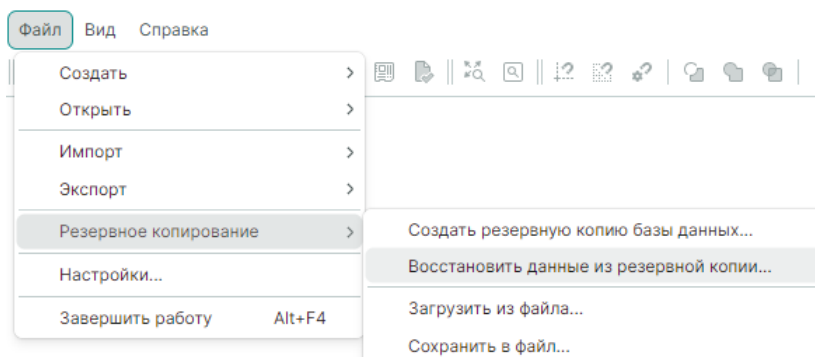 Файл Вид Справка
Создать
Открыть
Импорт
Экспорт
Резервное копирование
Создать резервную копию базы данных...
Восстановить данные из резервной копии...
Настройки...
Загрузить из файла...
Завершить работу Alt+F4
Сохранить в файл...